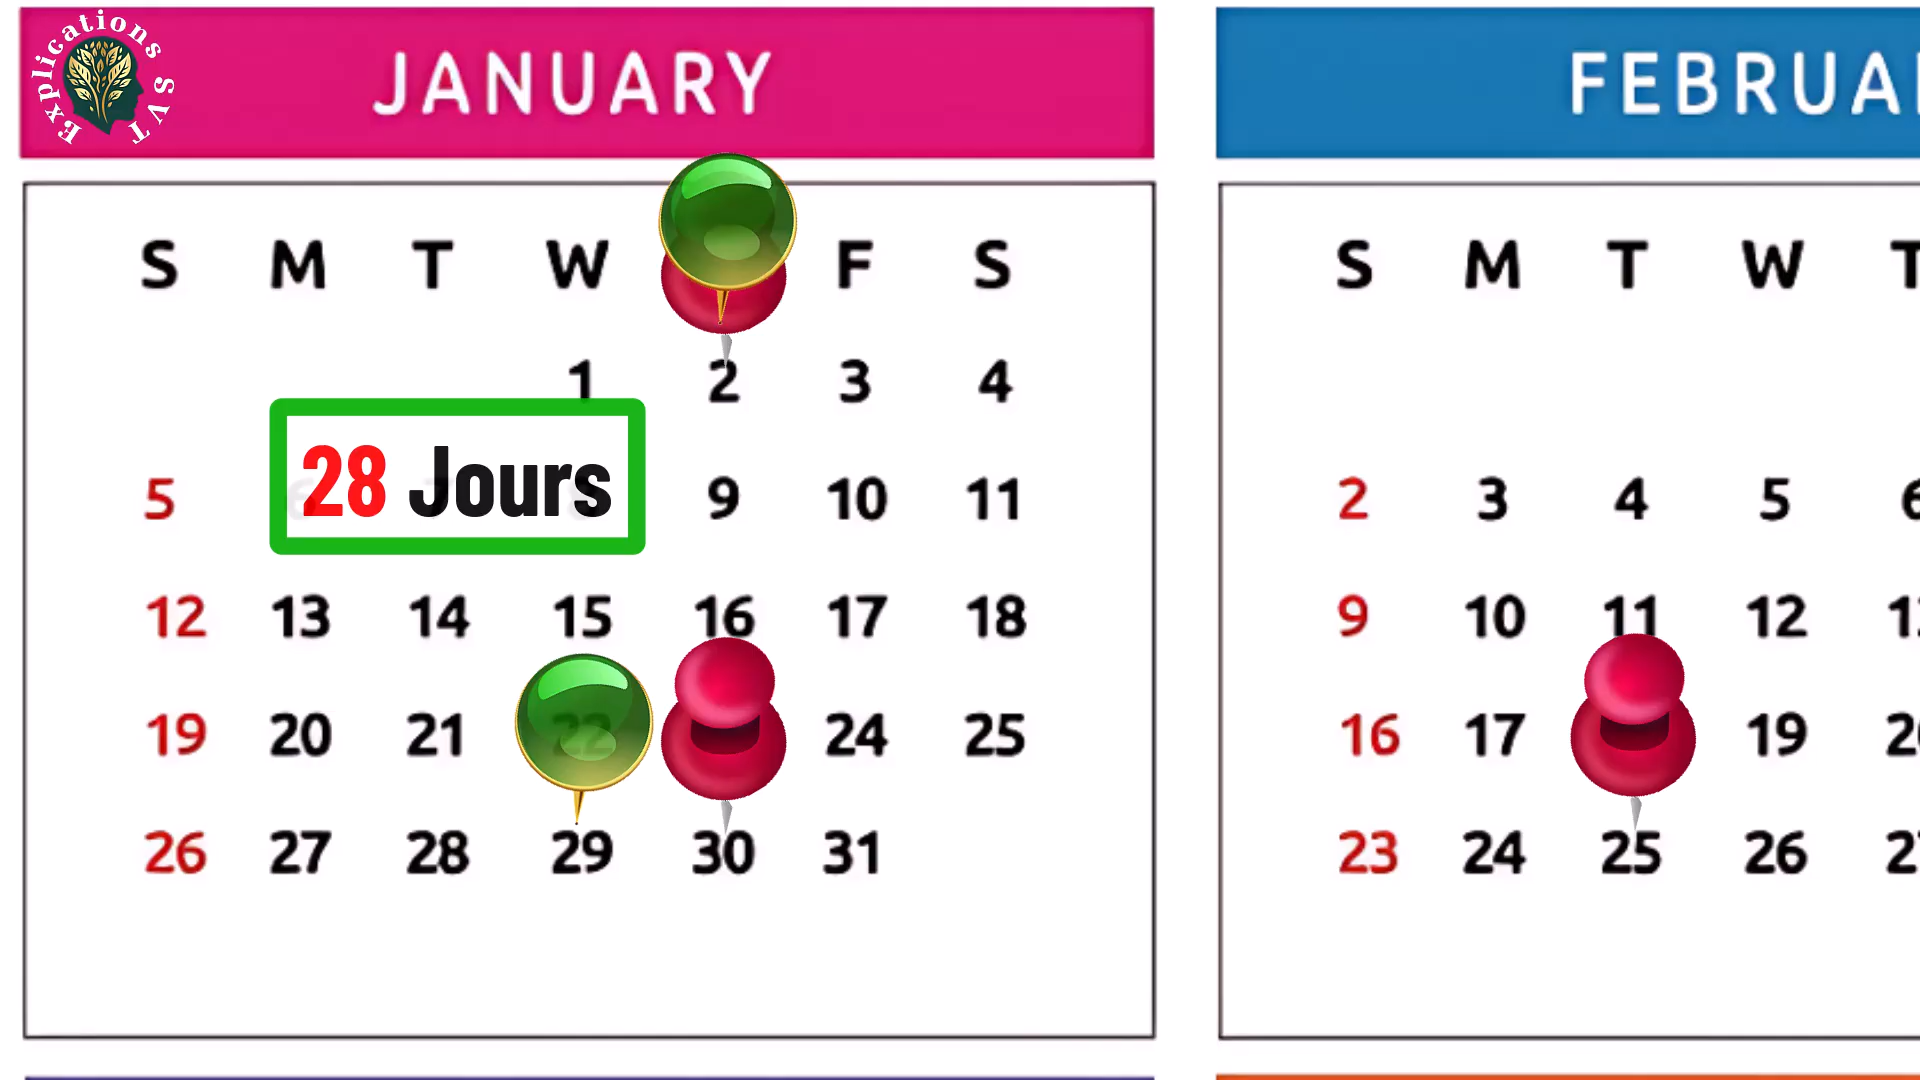 Explications SVT
JANUARY
S M T W F S
1 2 3 4
28 Jours
5 9 10 11
12 13 14 15 16 17 18
19 20 21 22 24 25
26 27 28 29 30 31
FEBRUA
S M T W T
2 3 4 5 6
9 10 11 12
16 17 19
23 24 25 26